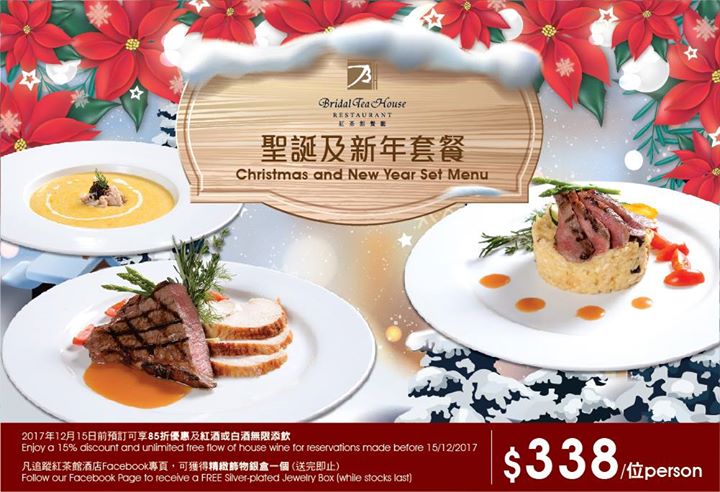 B
Bridal Tea House
RESTAURANT
紅茶館餐廳
聖誕及新年套餐
Christmas and New Year Set Menu
2017年12月15日前預訂可享85折優惠及紅酒或白酒無限添飲
Enjoy a 15% discount and unlimited free flow of house wine for reservations made before 15/12/2017
凡追蹤紅茶館酒店Facebook專頁，可獲得精緻飾物銀盒一個 (送完即止)
Follow our Facebook Page to receive a FREE Silver-plated Jewelry Box (while stocks last)
$338/位person